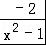 - 2
x² - 1